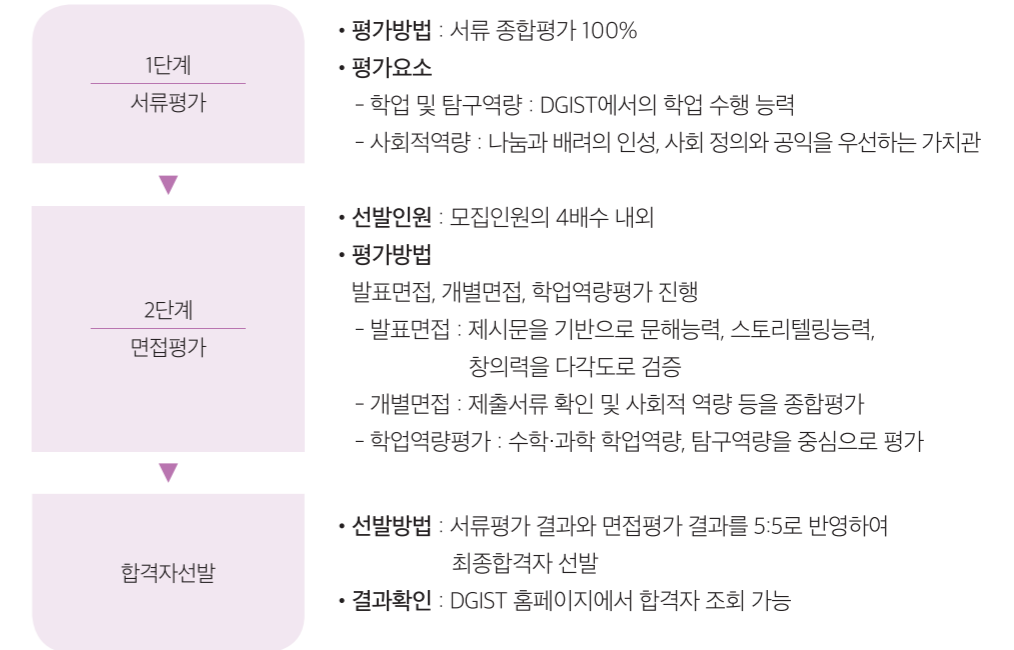 1단계
서류평가
• 평가방법 : 서류 종합평가 100%
• 평가요소
- 학업 및 탐구역량 : DGIST에서의 학업 수행 능력
- 사회적역량 : 나눔과 배려의 인성, 사회 정의와 공익을 우선하는 가치관
▼
2단계
면접평가
• 선발인원 : 모집인원의 4배수 내외
• 평가방법
발표면접, 개별면접, 학업역량평가 진행
- 발표면접 : 제시문을 기반으로 문해능력, 스토리텔링능력,
창의력을 다각도로 검증
- 개별면접 : 제출서류 확인 및 사회적 역량 등을 종합평가
- 학업역량평가 : 수학·과학 학업역량, 탐구역량을 중심으로 평가
▼
합격자선발
• 선발방법 : 서류평가 결과와 면접평가 결과를 5:5로 반영하여
최종합격자 선발
• 결과확인 : DGIST 홈페이지에서 합격자 조회 가능